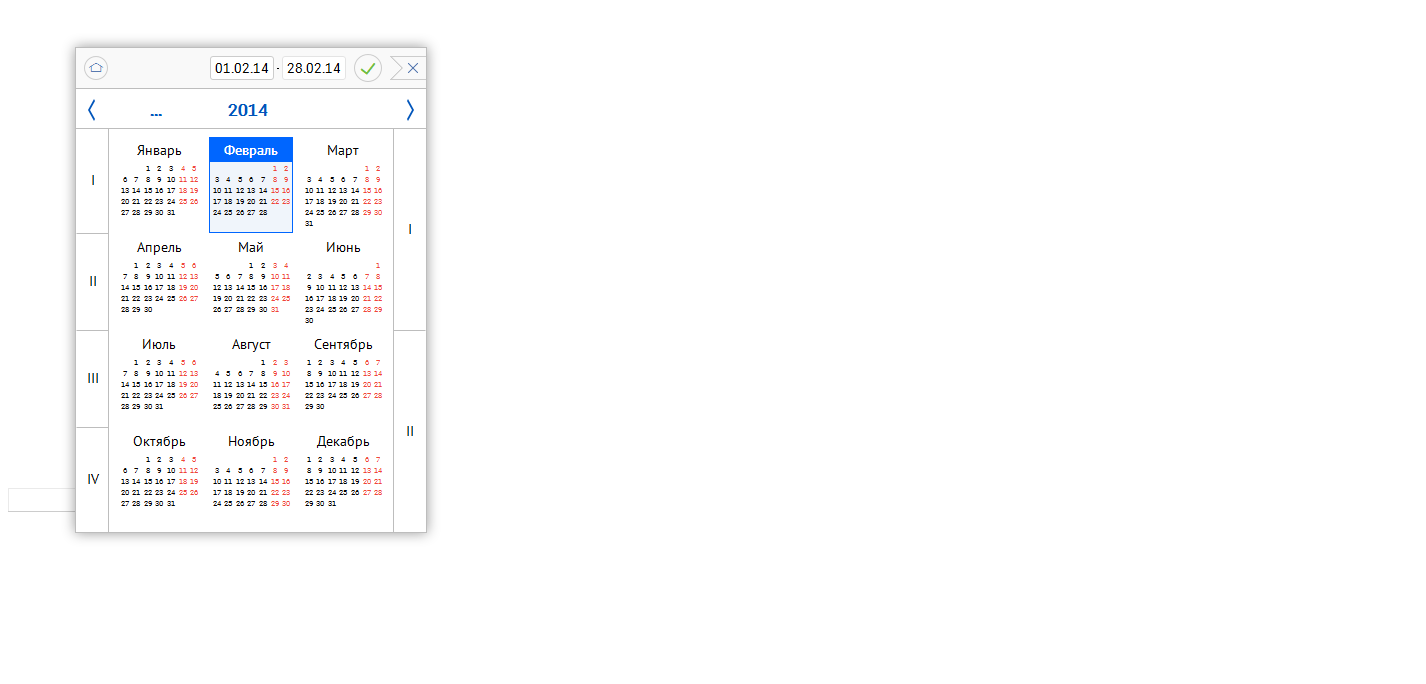 01.02.14 - 28.02.14
... 2014
I
Январь Февраль Март
1 2 3 4 5 1 2 1 2
6 7 8 9 10 11 12 3 4 5 6 7 8 9 3 4 5 6 7 8 9
13 14 15 16 17 18 19 10 11 12 13 14 15 16 10 11 12 13 14 15 16
20 21 22 23 24 25 26 17 18 19 20 21 22 23 17 18 19 20 21 22 23
27 28 29 30 31 24 25 26 27 28 24 25 26 27 28 29 30
31
I
II
Апрель Май Июнь
1 2 3 4 5 6 1 2 3 4 1
7 8 9 10 11 12 13 5 6 7 8 9 10 11 2 3 4 5 6 7 8
14 15 16 17 18 19 20 12 13 14 15 16 17 18 9 10 11 12 13 14 15
21 22 23 24 25 26 27 19 20 21 22 23 24 25 16 17 18 19 20 21 22
28 29 30 26 27 28 29 30 31 23 24 25 26 27 28 29
30
III
Июль Август Сентябрь
1 2 3 4 5 6 1 2 3 1 2 3 4 5 6 7
7 8 9 10 11 12 13 4 5 6 7 8 9 10 8 9 10 11 12 13 14
14 15 16 17 18 19 20 11 12 13 14 15 16 17 15 16 17 18 19 20 21
21 22 23 24 25 26 27 18 19 20 21 22 23 24 22 23 24 25 26 27 28
28 29 30 31 25 26 27 28 29 30 31 29 30
II
IV
Октябрь Ноябрь Декабрь
1 2 3 4 5 1 2 1 2 3 4 5 6 7
6 7 8 9 10 11 12 3 4 5 6 7 8 9 8 9 10 11 12 13 14
13 14 15 16 17 18 19 10 11 12 13 14 15 16 15 16 17 18 19 20 21
20 21 22 23 24 25 26 17 18 19 20 21 22 23 22 23 24 25 26 27 28
27 28 29 30 31 24 25 26 27 28 29 30 29 30 31